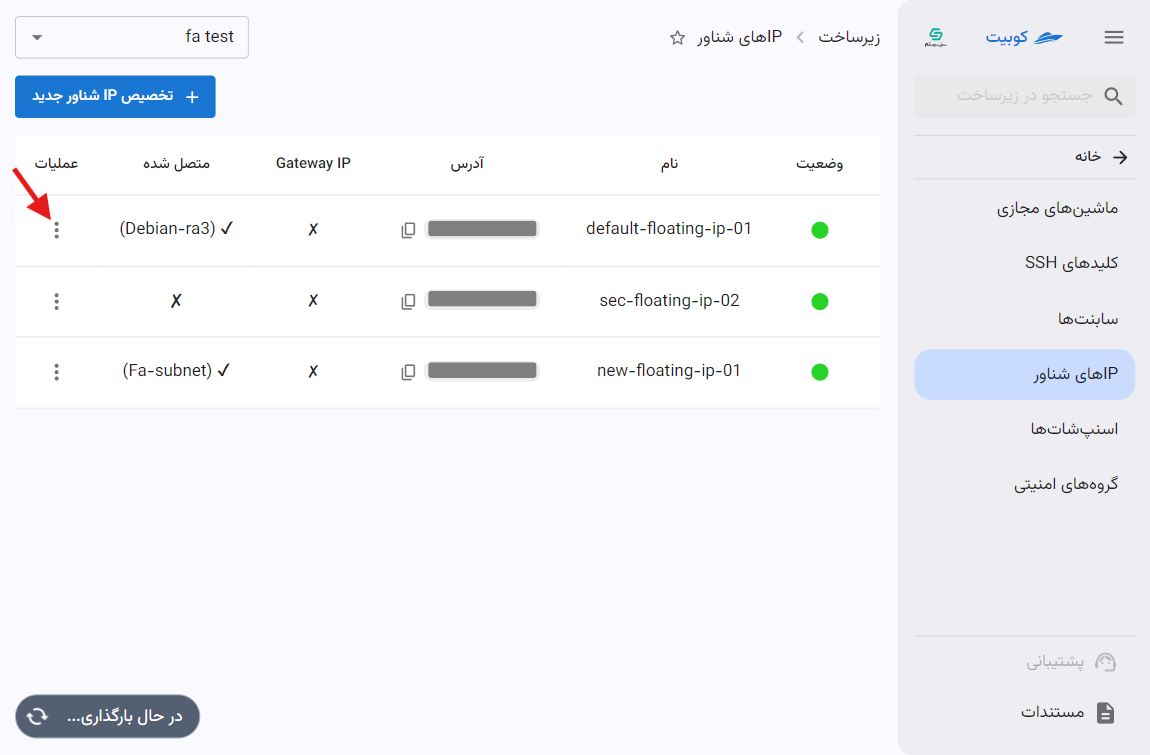 کوبیت
جستجو در زیرساخت
خانه
ماشین‌های مجازی
کلیدهای SSH
سابنت‌ها
IPهای شناور
اسنپ‌شات‌ها
گروه‌های امنیتی
پشتیبانی
مستندات
زیرساخت IPهای شناور
fa test
تخصیص IP شناور جدید
وضعیت نام آدرس Gateway IP متصل شده عملیات
default-floating-ip-01 ✗ ✓ (Debian-ra3)
sec-floating-ip-02 ✗ ✗
new-floating-ip-01 ✗ ✓ (Fa-subnet)
در حال بارگذاری...